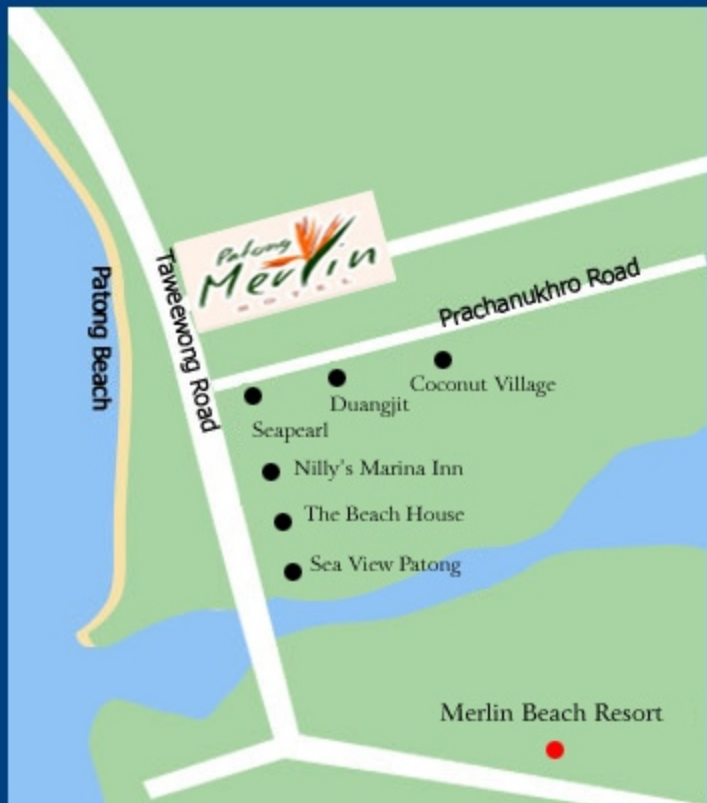 Patong
Merlin
HOTEL
Prachanukhro Road
Patong Beach
Taweewong Road
Coconut Village
Duangjit
Seapearl
Nilly's Marina Inn
The Beach House
Sea View Patong
Merlin Beach Resort